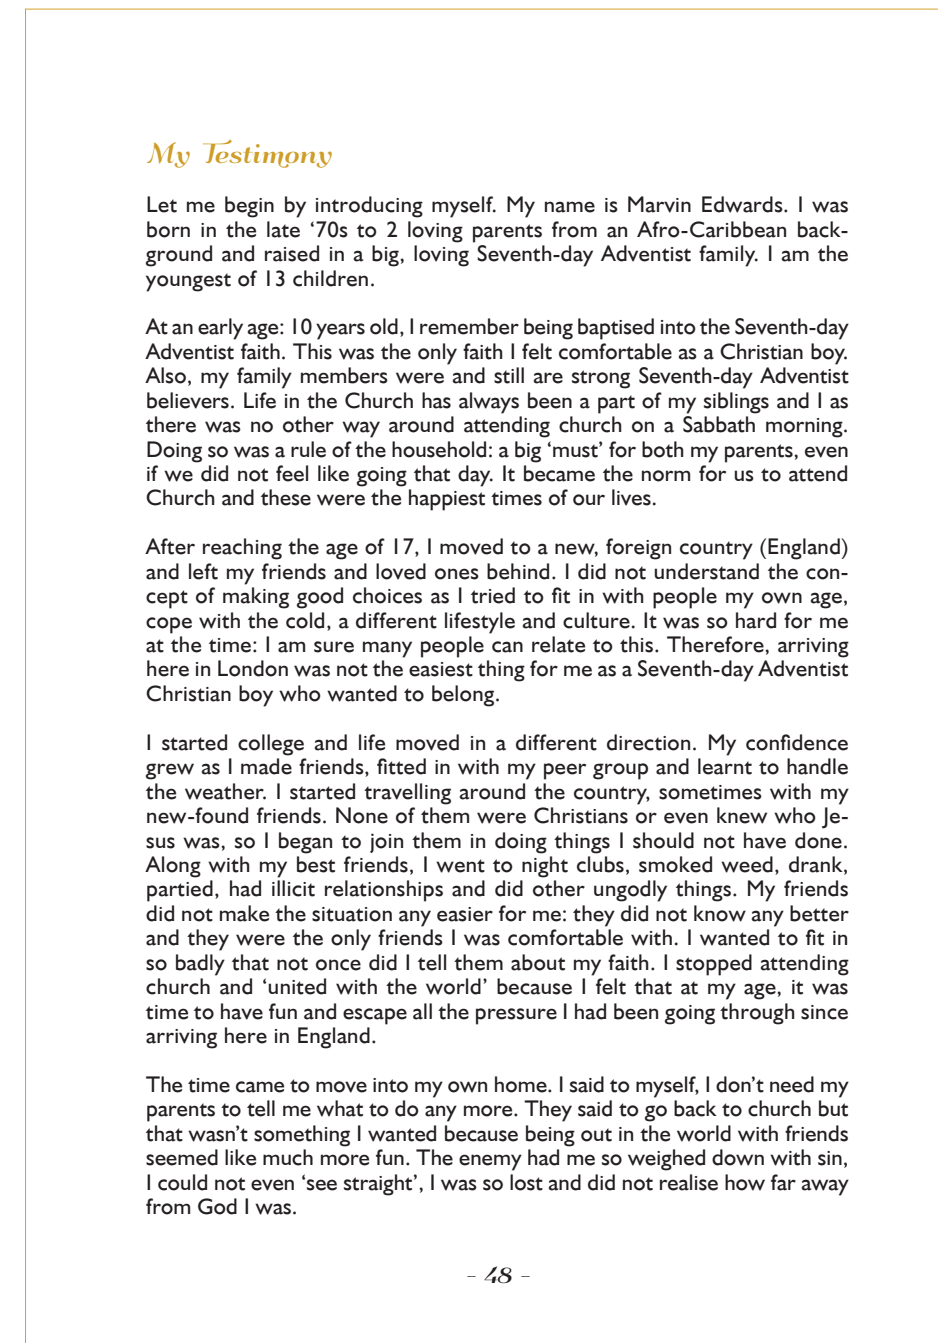 My Testimony
Let me begin by introducing myself. My name is Marvin Edwards. I was
born in the late ‘70s to 2 loving parents from an Afro-Caribbean back-
ground and raised in a big, loving Seventh-day Adventist family. I am the
youngest of 13 children.
At an early age: 10 years old, I remember being baptised into the Seventh-day
Adventist faith. This was the only faith I felt comfortable as a Christian boy.
Also, my family members were and still are strong Seventh-day Adventist
believers. Life in the Church has always been a part of my siblings and I as
there was no other way around attending church on a Sabbath morning.
Doing so was a rule of the household: a big ‘must’ for both my parents, even
if we did not feel like going that day. It became the norm for us to attend
Church and these were the happiest times of our lives.
After reaching the age of 17, I moved to a new, foreign country (England)
and left my friends and loved ones behind. I did not understand the con-
cept of making good choices as I tried to fit in with people my own age,
cope with the cold, a different lifestyle and culture. It was so hard for me
at the time: I am sure many people can relate to this. Therefore, arriving
here in London was not the easiest thing for me as a Seventh-day Adventist
Christian boy who wanted to belong.
I started college and life moved in a different direction. My confidence
grew as I made friends, fitted in with my peer group and learnt to handle
the weather. I started travelling around the country, sometimes with my
new-found friends. None of them were Christians or even knew who Je-
sus was, so I began to join them in doing things I should not have done.
Along with my best friends, I went to night clubs, smoked weed, drank,
partied, had illicit relationships and did other ungodly things. My friends
did not make the situation any easier for me: they did not know any better
and they were the only friends I was comfortable with. I wanted to fit in
so badly that not once did I tell them about my faith. I stopped attending
church and ‘united with the world’ because I felt that at my age, it was
time to have fun and escape all the pressure I had been going through since
arriving here in England.
The time came to move into my own home. I said to myself, I don’t need my
parents to tell me what to do any more. They said to go back to church but
that wasn’t something I wanted because being out in the world with friends
seemed like much more fun. The enemy had me so weighed down with sin,
I could not even ‘see straight’, I was so lost and did not realise how far away
from God I was.
- 48 -